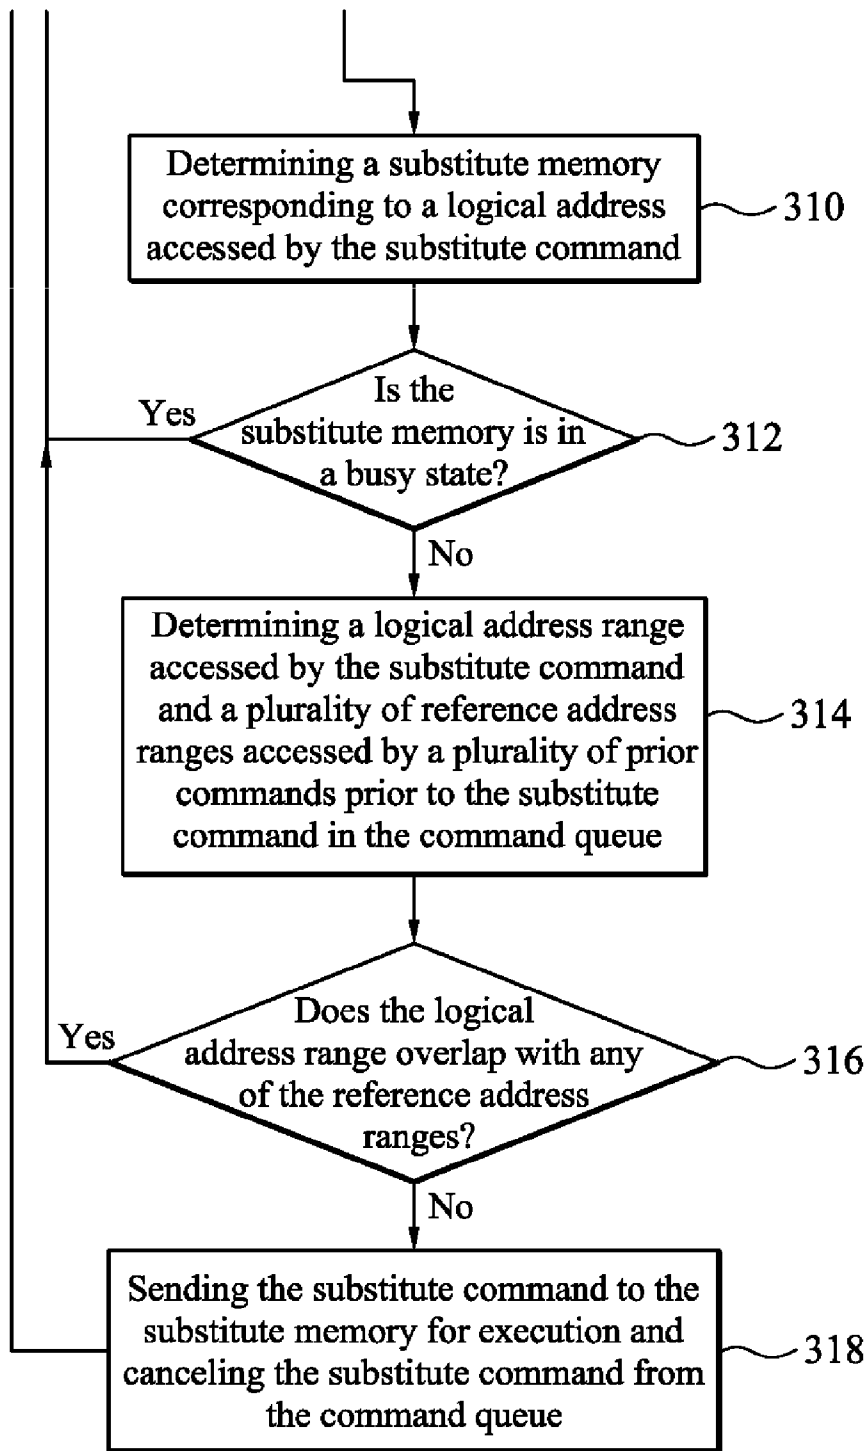 Determining a substitute memory
corresponding to a logical address
accessed by the substitute command
310
Yes
Is the
substitute memory is in
a busy state?
312
No
Determining a logical address range
accessed by the substitute command
and a plurality of reference address
ranges accessed by a plurality of prior
commands prior to the substitute
command in the command queue
314
Yes
Does the logical
address range overlap with any
of the reference address
ranges?
316
No
Sending the substitute command to the
substitute memory for execution and
canceling the substitute command from
the command queue
318